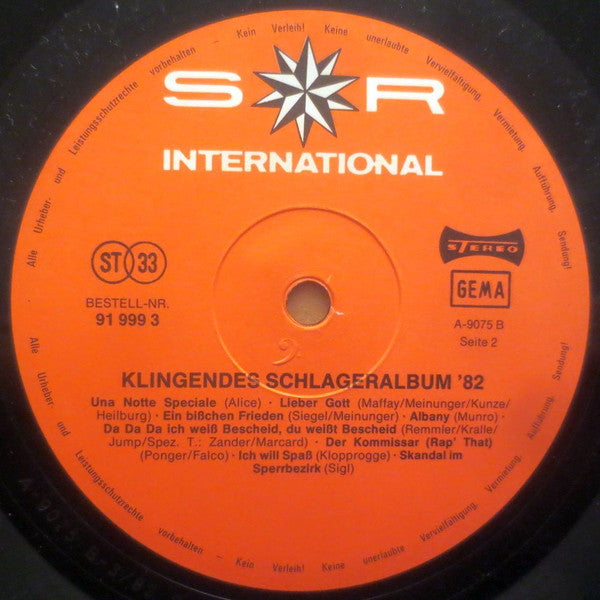 Alle Urheber- und Leistungsschutzrechte vorbehalten - Kein Verleih! Keine unerlaubte Vervielfältigung, Vermietung, Aufführung, Sendung!
S R
INTERNATIONAL
ST 33
STEREO
BESTELL-NR.
91 999 3
GEMA
A-9075 B
Seite 2
KLINGENDES SCHLAGERALBUM '82
Una Notte Speciale (Alice) · Lieber Gott (Maffay/Meinunger/Kunze/
Heilburg) · Ein bißchen Frieden (Siegel/Meinunger) · Albany (Munro)
Da Da Da ich weiß Bescheid, du weißt Bescheid (Remmler/Kralle/
Jump/Spez. T.: Zander/Marcard) · Der Kommissar (Rap' That)
(Ponger/Falco) · Ich will Spaß (Klopprogge) · Skandal im
Sperrbezirk (Sigl)
Alle Urheber und Leistungsschutzrechte vorbehalten - Kein Verleih! Keine unerlaubte Vervielfältigung, Vermietung, Aufführung, Sendung!